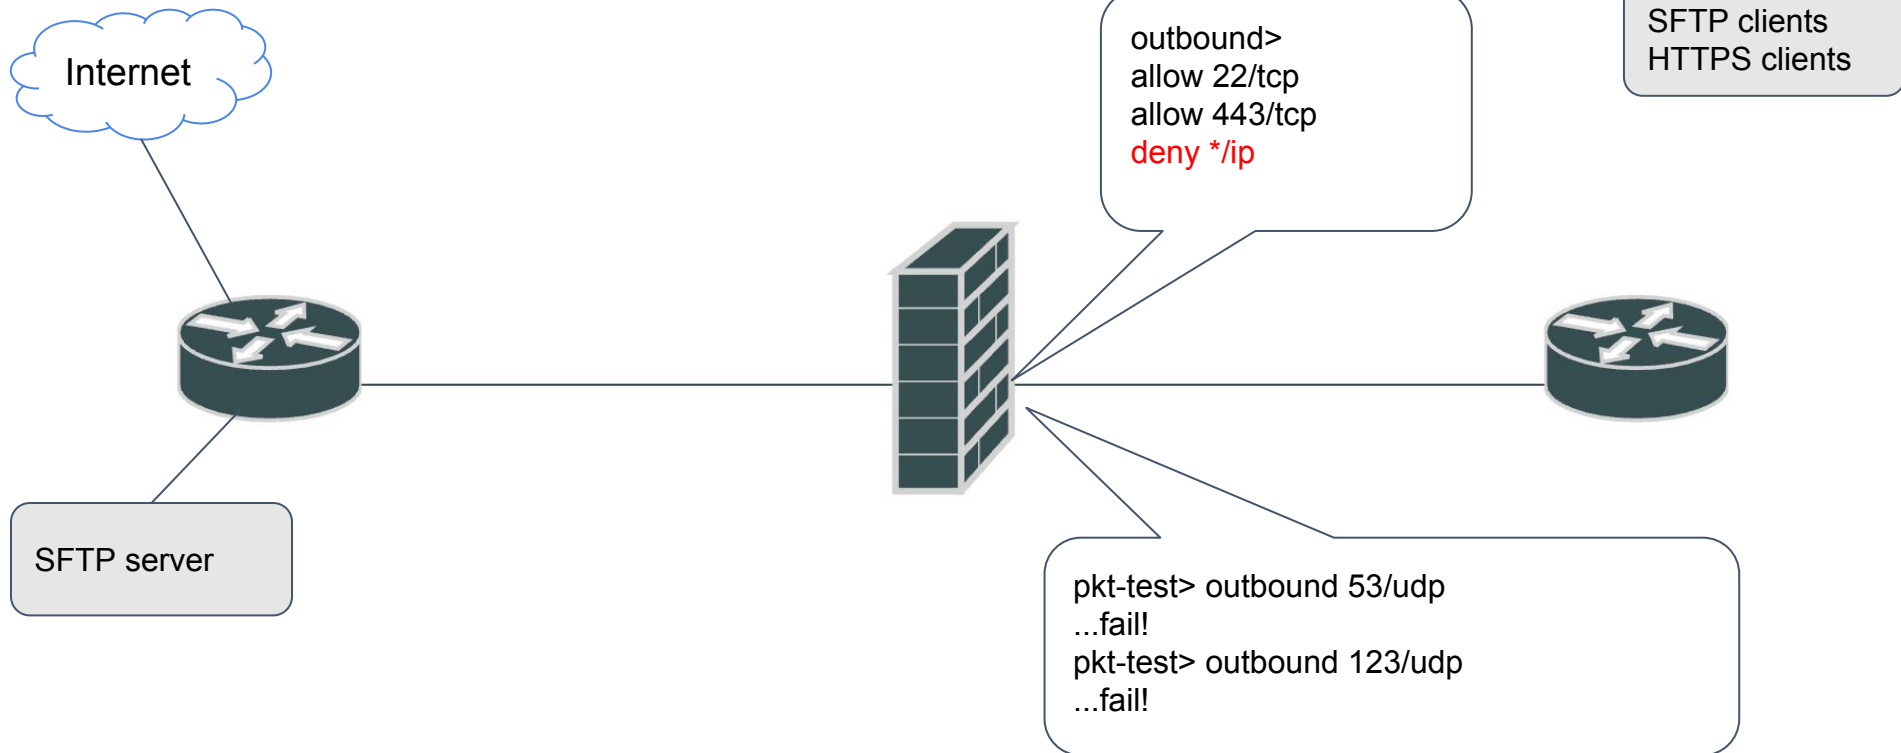 Internet
outbound>
allow 22/tcp
allow 443/tcp
deny */ip
SFTP clients
HTTPS clients
SFTP server
pkt-test> outbound 53/udp
...fail!
pkt-test> outbound 123/udp
...fail!